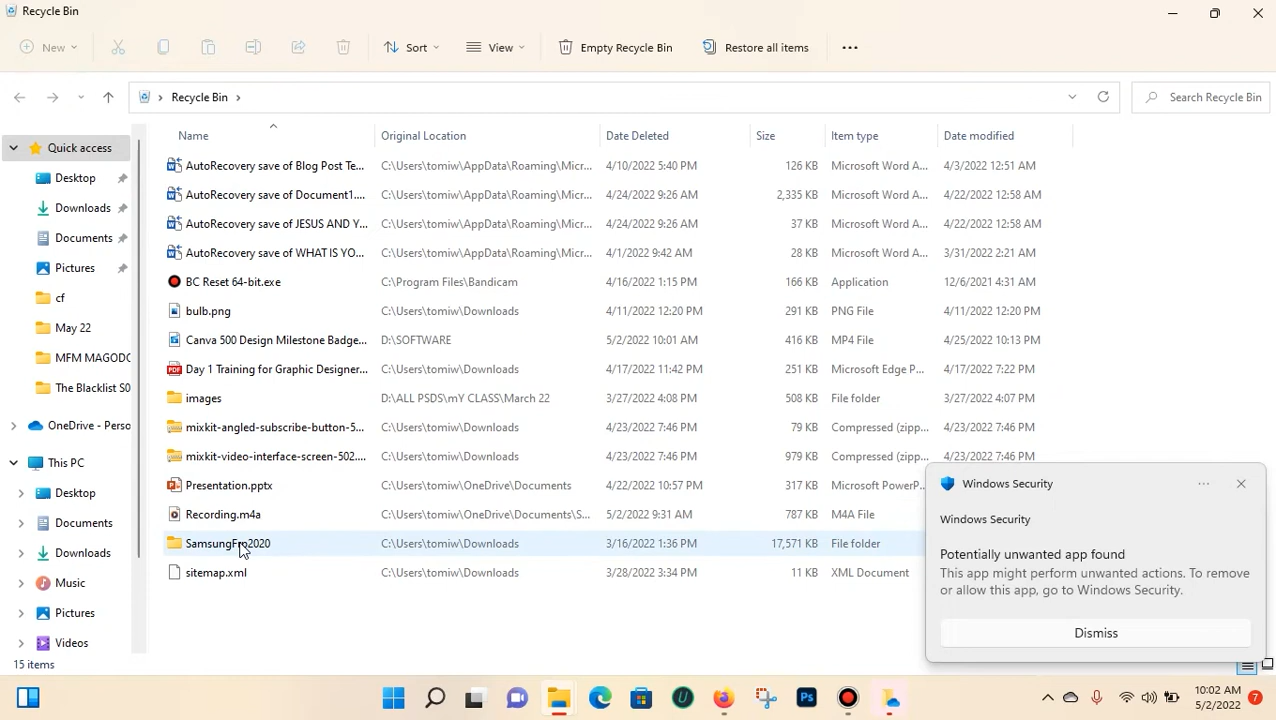 Recycle Bin
New Sort View Empty Recycle Bin Restore all items
Recycle Bin Search Recycle Bin
Name Original Location Date Deleted Size Item type Date modified
AutoRecovery save of Blog Post Te... C:\Users\tomiw\AppData\Roaming\Micr... 4/10/2022 5:40 PM 126 KB Microsoft Word A... 4/3/2022 12:51 AM
AutoRecovery save of Document1.... C:\Users\tomiw\AppData\Roaming\Micr... 4/24/2022 9:26 AM 2,335 KB Microsoft Word A... 4/22/2022 12:58 AM
AutoRecovery save of JESUS AND Y... C:\Users\tomiw\AppData\Roaming\Micr... 4/24/2022 9:26 AM 37 KB Microsoft Word A... 4/22/2022 12:58 AM
AutoRecovery save of WHAT IS YO... C:\Users\tomiw\AppData\Roaming\Micr... 4/1/2022 9:42 AM 28 KB Microsoft Word A... 3/31/2022 2:21 AM
BC Reset 64-bit.exe C:\Program Files\Bandicam 4/16/2022 1:15 PM 166 KB Application 12/6/2021 4:31 AM
bulb.png C:\Users\tomiw\Downloads 4/11/2022 12:20 PM 291 KB PNG File 4/11/2022 12:20 PM
Canva 500 Design Milestone Badge... D:\SOFTWARE 5/2/2022 10:01 AM 416 KB MP4 File 4/25/2022 10:13 PM
PDF Day 1 Training for Graphic Designer... C:\Users\tomiw\Downloads 4/17/2022 11:42 PM 251 KB Microsoft Edge P... 4/17/2022 7:22 PM
images D:\ALL PSDS\mY CLASS\March 22 3/27/2022 4:08 PM 508 KB File folder 3/27/2022 4:07 PM
mixkit-angled-subscribe-button-5... C:\Users\tomiw\Downloads 4/23/2022 7:46 PM 79 KB Compressed (zipp... 4/23/2022 7:46 PM
mixkit-video-interface-screen-502.... C:\Users\tomiw\Downloads 4/23/2022 7:46 PM 979 KB Compressed (zipp... 4/23/2022 7:46 PM
Presentation.pptx C:\Users\tomiw\OneDrive\Documents 4/22/2022 10:57 PM 317 KB Microsoft PowerP...
Recording.m4a C:\Users\tomiw\OneDrive\Documents\S... 5/2/2022 9:31 AM 787 KB M4A File
C:\Users\tomiw\Downloads 3/16/2022 1:36 PM 17,571 KB File folder
sitemap.xml C:\Users\tomiw\Downloads 3/28/2022 3:34 PM 11 KB XML Document
Quick access
Desktop
Downloads
Documents
Pictures
cf
May 22
MFM MAGODO
The Blacklist S0
OneDrive - Perso
This PC
Desktop
Documents
Downloads
Music
Pictures
Videos
15 items
Windows Security
Windows Security
Potentially unwanted app found
This app might perform unwanted actions. To remove
or allow this app, go to Windows Security.
Dismiss
Ps
10:02 AM
5/2/2022
7